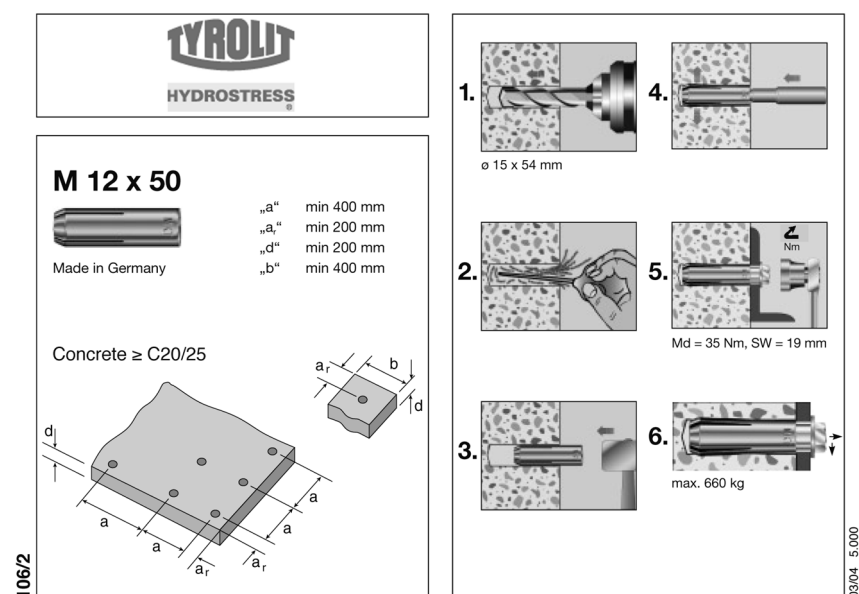 TYROLIT
HYDROSTRESS®
M 12 x 50
„a“ min 400 mm
„aᵣ“ min 200 mm
„d“ min 200 mm
„b“ min 400 mm
Made in Germany
Concrete ≥ C20/25
aᵣ
b
d
d
a
a
a
a
aᵣ
aᵣ
106/2
1.
ø 15 x 54 mm
2.
3.
4.
5.
Nm
Md = 35 Nm, SW = 19 mm
6.
max. 660 kg
03/04 5.000